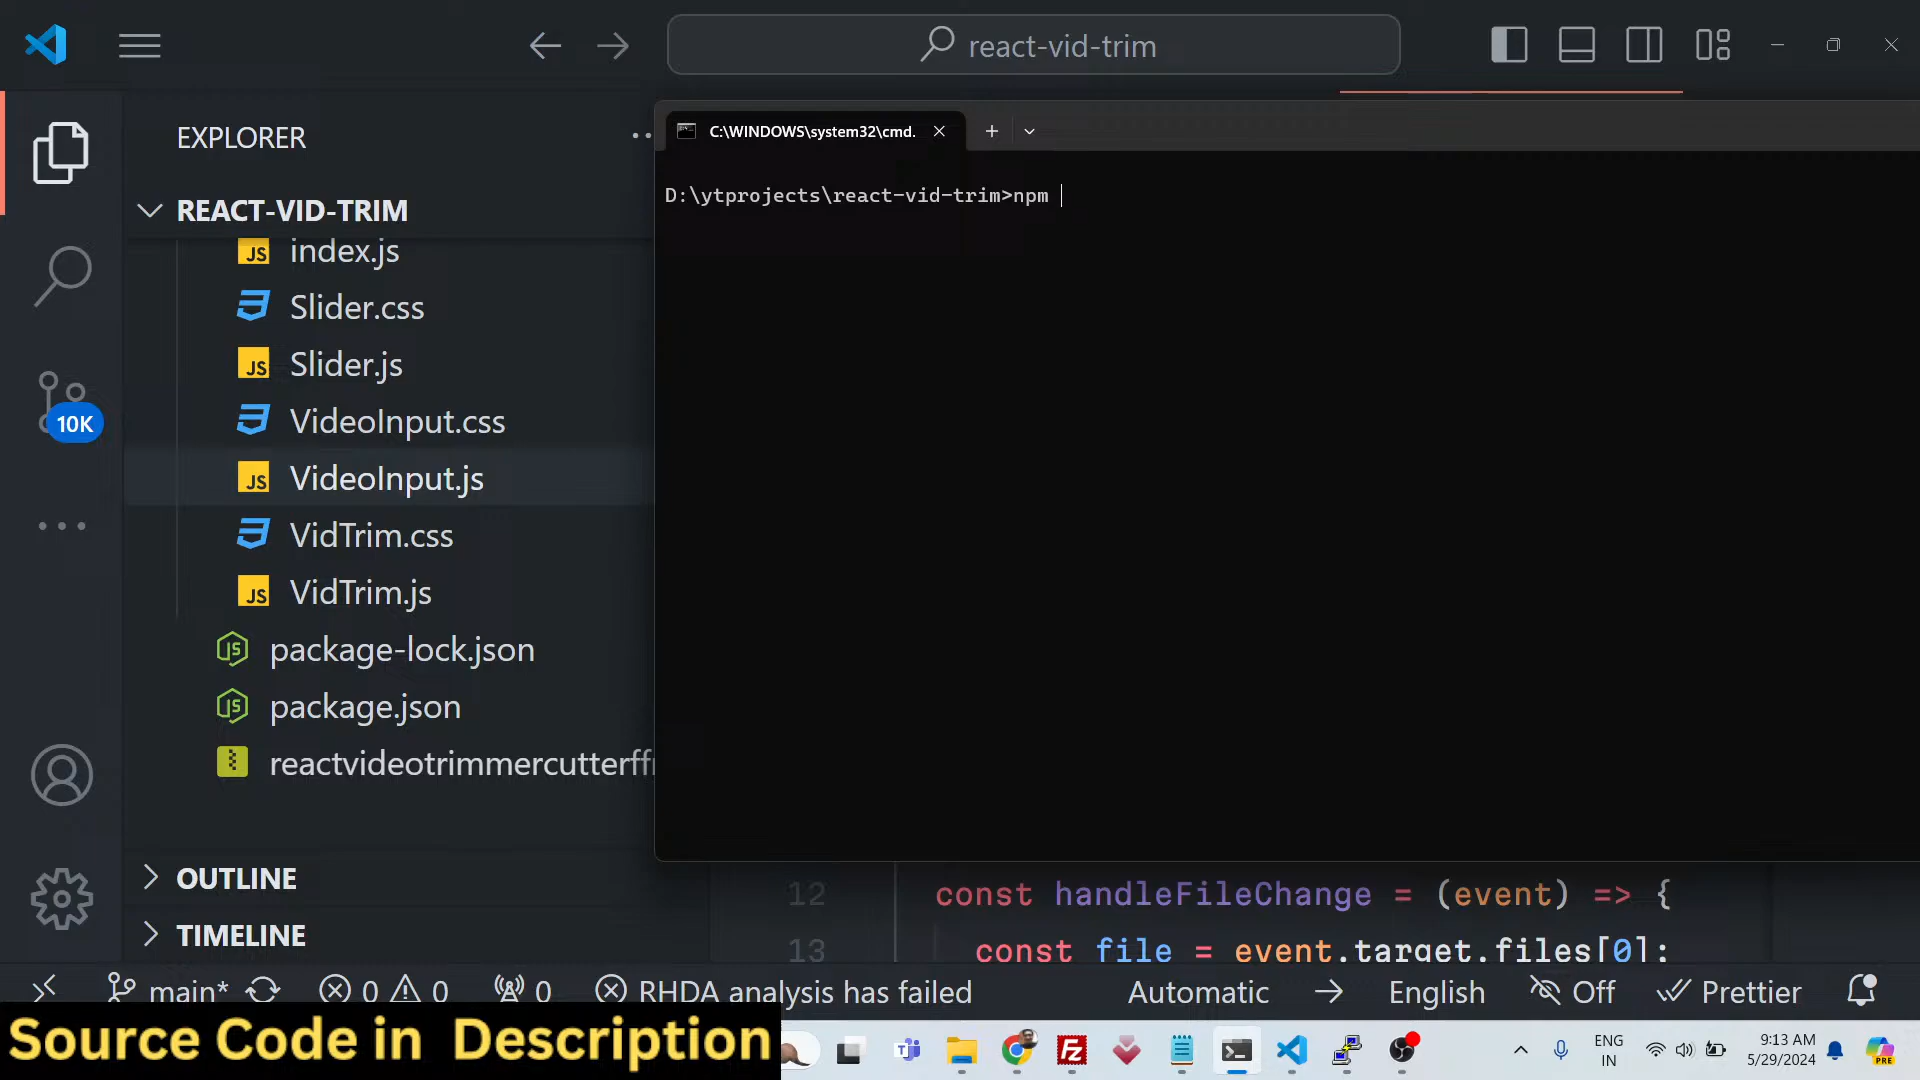 react-vid-trim
EXPLORER
REACT-VID-TRIM
index.js
Slider.css
Slider.js
VideoInput.css
VideoInput.js
VidTrim.css
VidTrim.js
package-lock.json
package.json
reactvideotrimmercutterff
OUTLINE
TIMELINE
10K
C:\WINDOWS\system32\cmd.
D:\ytprojects\react-vid-trim>npm
12 const handleFileChange = (event) => {
13 const file = event.target.files[0];
main* 0 0 0 RHDA analysis has failed Automatic → English Off Prettier
Source Code in Description
ENG
IN
9:13 AM
5/29/2024
PRE